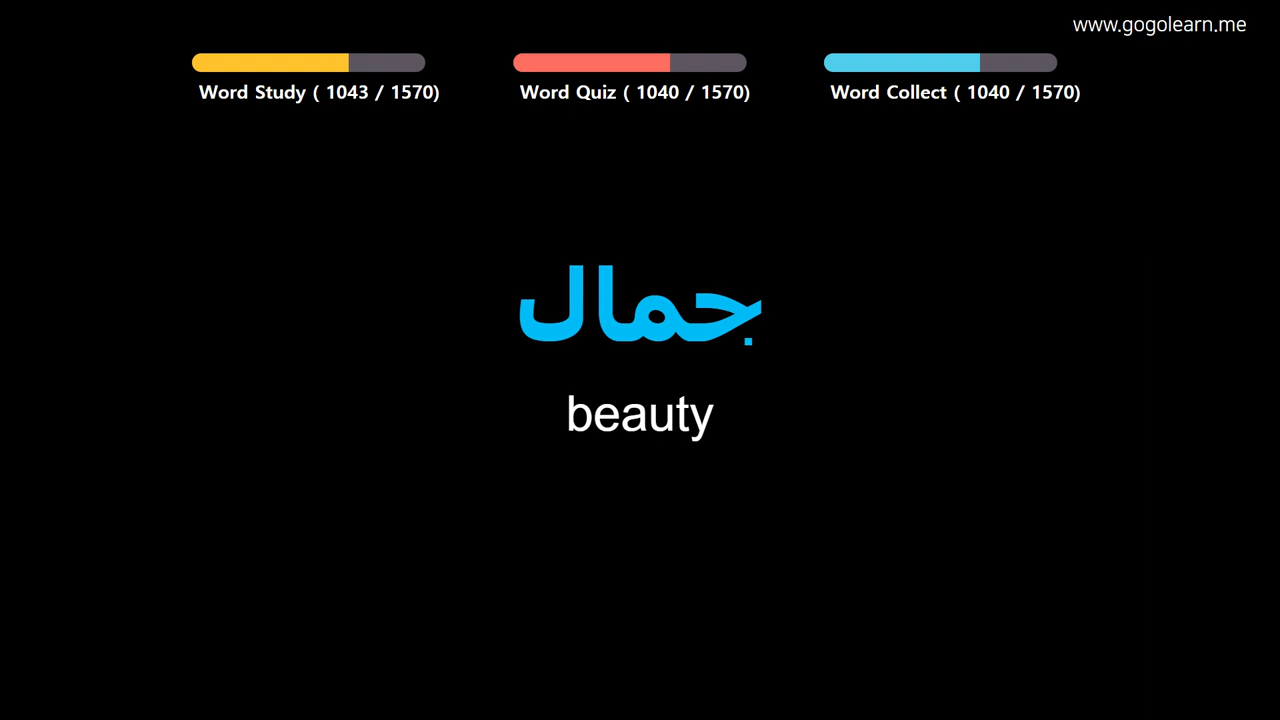 www.gogolearn.me
Word Study ( 1043 / 1570)
Word Quiz ( 1040 / 1570)
Word Collect ( 1040 / 1570)
جمال
beauty